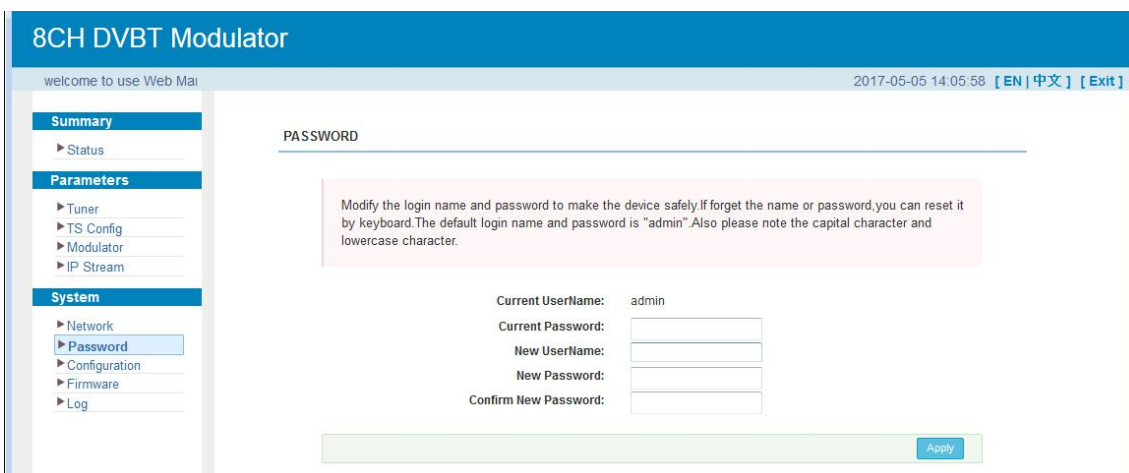 8CH DVBT Modulator
welcome to use Web Mar
2017-05-05 14:05:58 [ EN | 中文 ] [ Exit ]
Summary
Status
Parameters
Tuner
TS Config
Modulator
IP Stream
System
Network
Password
Configuration
Firmware
Log
PASSWORD
Modify the login name and password to make the device safely.If forget the name or password,you can reset it
by keyboard.The default login name and password is "admin".Also please note the capital character and
lowercase character.
Current UserName: admin
Current Password:
New UserName:
New Password:
Confirm New Password:
Apply